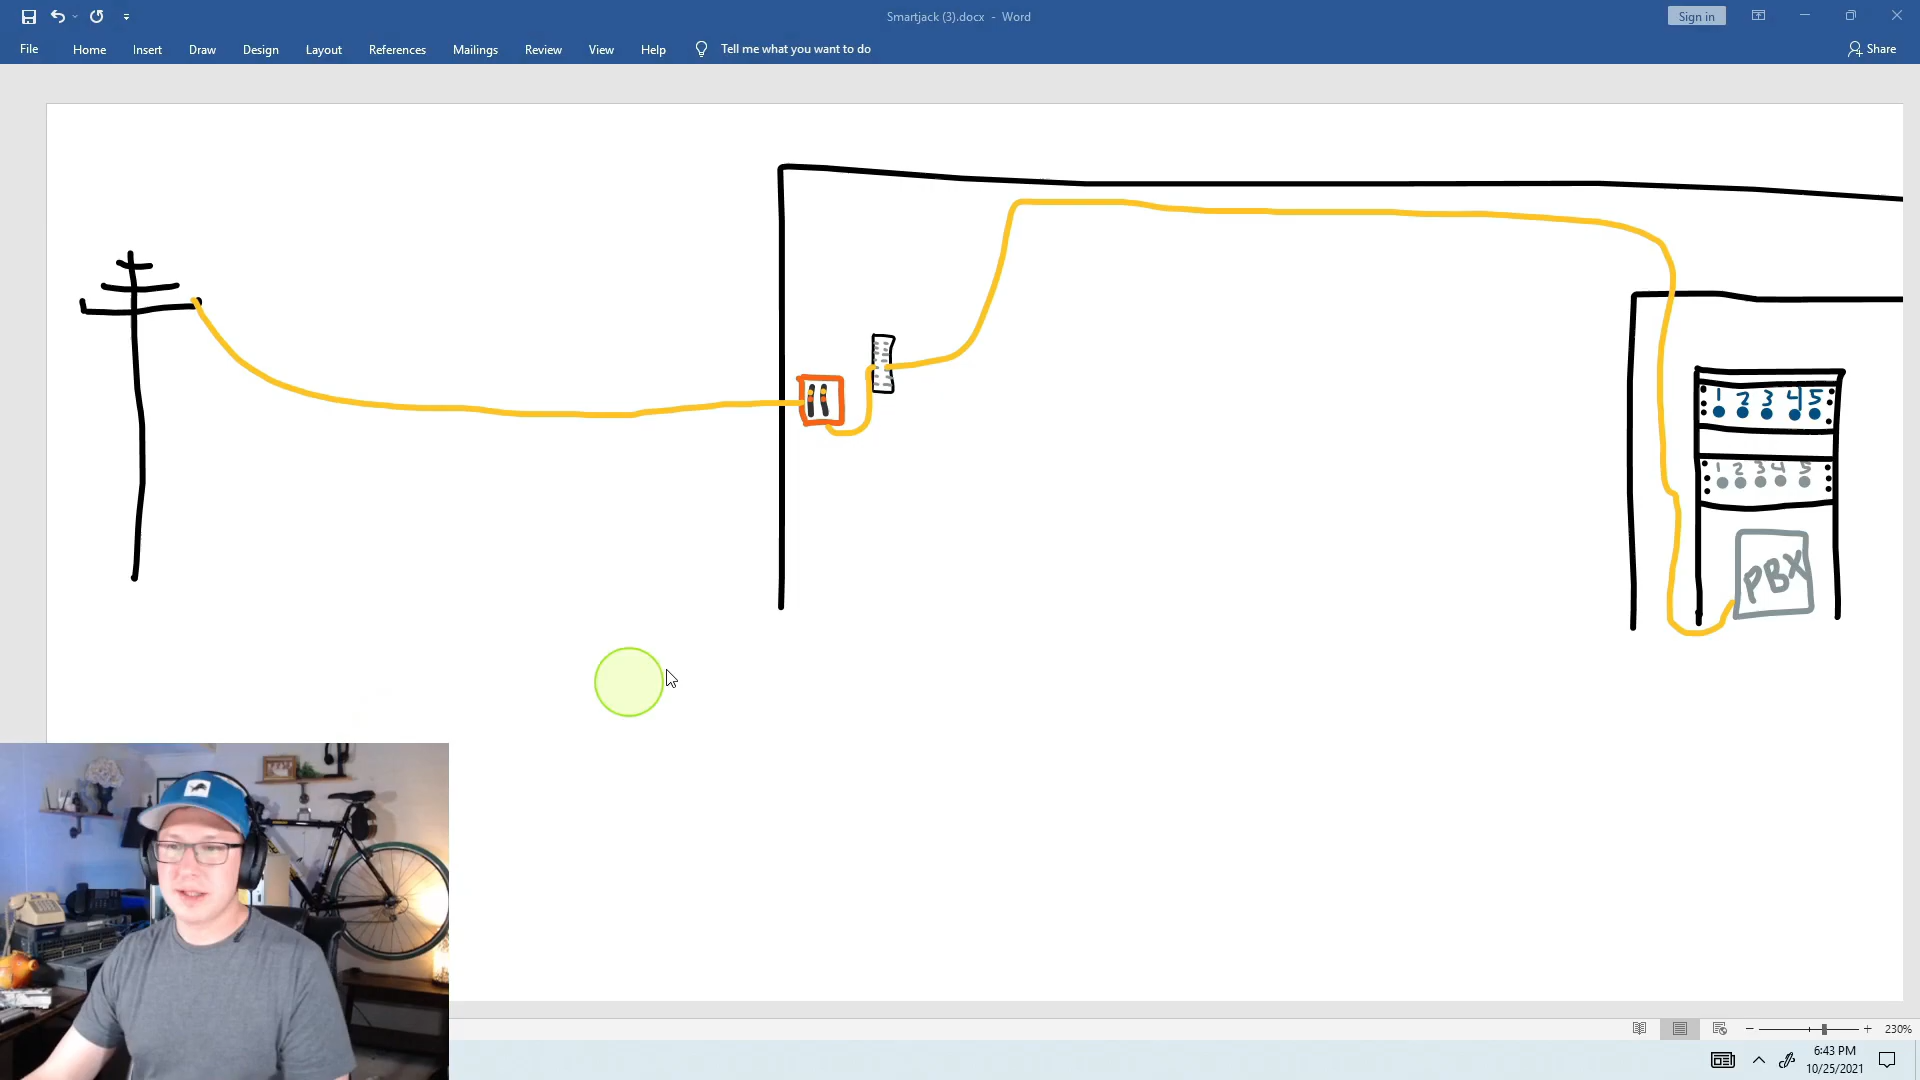 Smartjack (3).docx - Word
Sign in
File Home Insert Draw Design Layout References Mailings Review View Help Tell me what you want to do
Share
1 2 3 4 5
1 2 3 4 5
PBX
230%
6:43 PM
10/25/2021